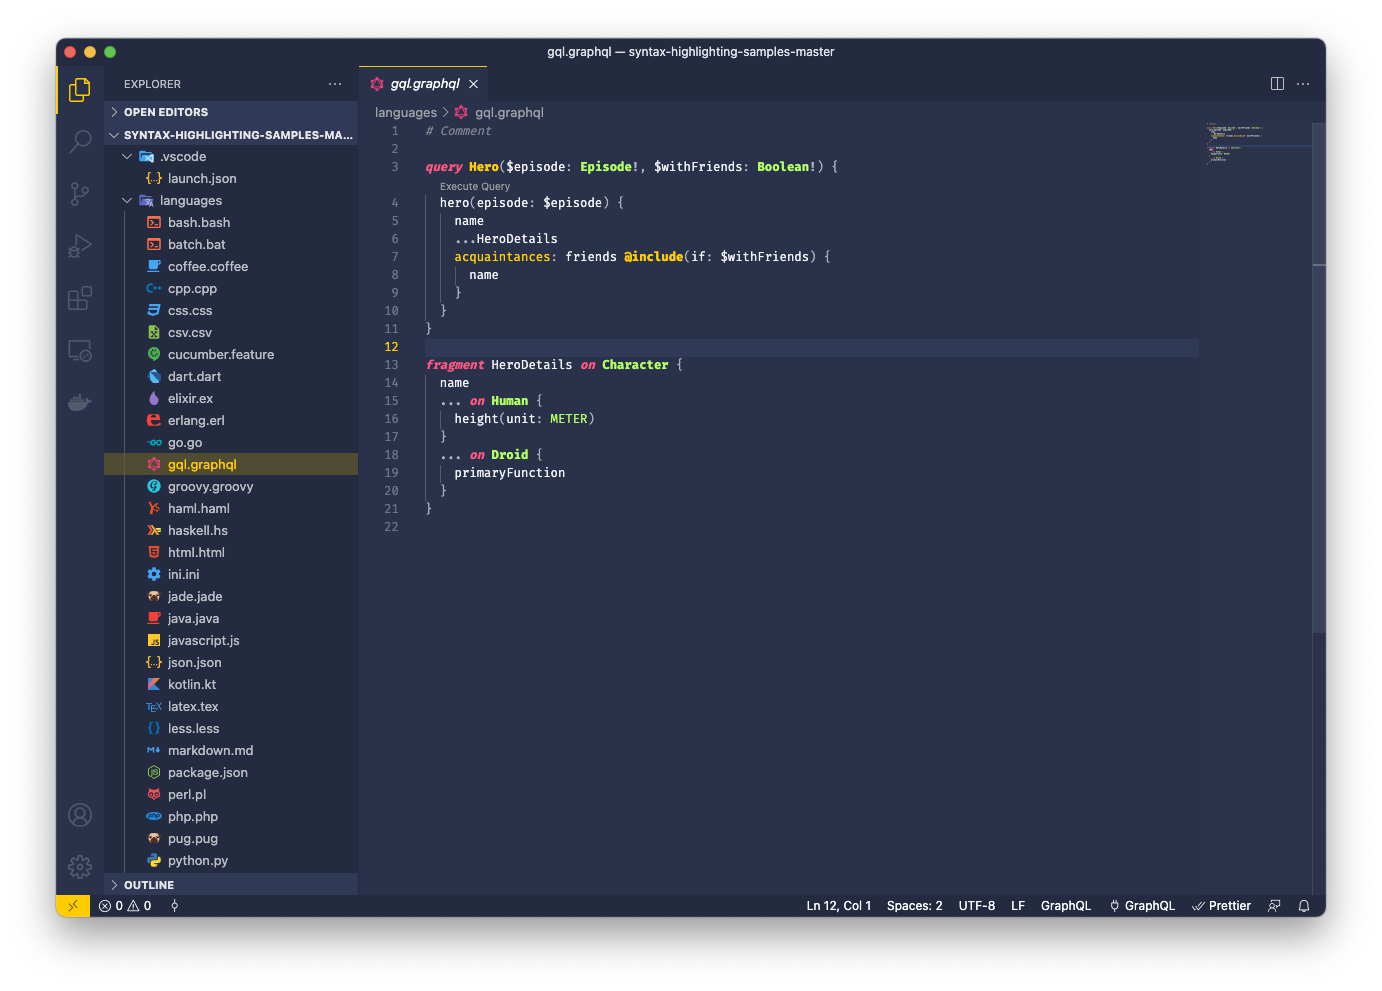 gql.graphql — syntax-highlighting-samples-master
EXPLORER
OPEN EDITORS
SYNTAX-HIGHLIGHTING-SAMPLES-MA...
.vscode
launch.json
languages
bash.bash
batch.bat
coffee.coffee
cpp.cpp
css.css
csv.csv
cucumber.feature
dart.dart
elixir.ex
erlang.erl
go.go
gql.graphql
groovy.groovy
haml.haml
haskell.hs
html.html
ini.ini
jade.jade
java.java
javascript.js
json.json
kotlin.kt
latex.tex
less.less
markdown.md
package.json
perl.pl
php.php
pug.pug
python.py
OUTLINE
gql.graphql
languages > gql.graphql
1 # Comment
2
3 query Hero($episode: Episode!, $withFriends: Boolean!) {
Execute Query
4 hero(episode: $episode) {
5 name
6 ...HeroDetails
7 acquaintances: friends @include(if: $withFriends) {
8 name
9 }
10 }
11 }
12
13 fragment HeroDetails on Character {
14 name
15 ... on Human {
16 height(unit: METER)
17 }
18 ... on Droid {
19 primaryFunction
20 }
21 }
22
0 0
Ln 12, Col 1 Spaces: 2 UTF-8 LF GraphQL GraphQL Prettier